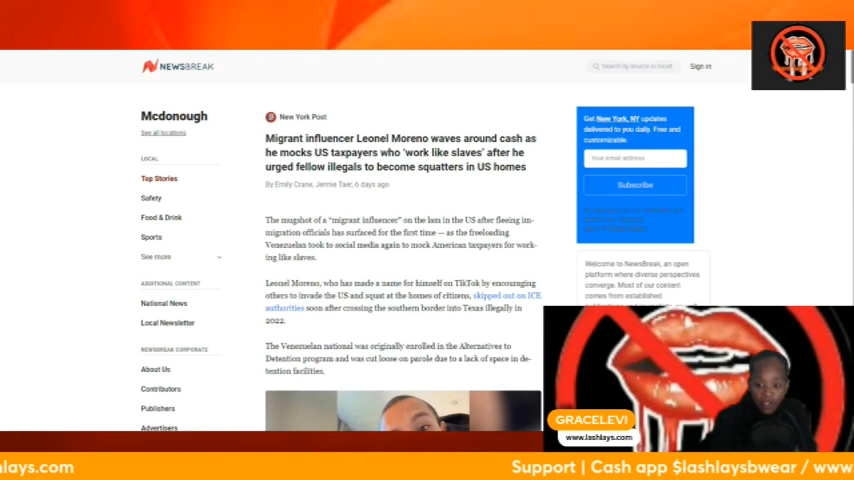 NEWSBREAK
Search by source or locati
Sign in
Mcdonough
See all locations
LOCAL
Top Stories
Safety
Food & Drink
Sports
See more
ADDITIONAL CONTENT
National News
Local Newsletter
NEWSBREAK CORPORATE
About Us
Contributors
Publishers
Advertisers
New York Post
Migrant influencer Leonel Moreno waves around cash as
he mocks US taxpayers who 'work like slaves' after he
urged fellow illegals to become squatters in US homes
By Emily Crane, Jennie Taer, 6 days ago
The mugshot of a "migrant influencer" on the lam in the US after fleeing im-
migration officials has surfaced for the first time — as the freeloading
Venezuelan took to social media again to mock American taxpayers for work-
ing like slaves.
Leonel Moreno, who has made a name for himself on TikTok by encouraging
others to invade the US and squat at the homes of citizens, skipped out on ICE
authorities soon after crossing the southern border into Texas illegally in
2022.
The Venezuelan national was originally enrolled in the Alternatives to
Detention program and was cut loose on parole due to a lack of space in de-
tention facilities.
Get New York, NY updates
delivered to you daily. Free and
customizable.
Your email address
Subscribe
Welcome to NewsBreak, an open
platform where diverse perspectives
converge. Most of our content
comes from established
GRACELEVI
www.lashlays.com
hlays.com
Support | Cash app $lashlaysbwear / www.